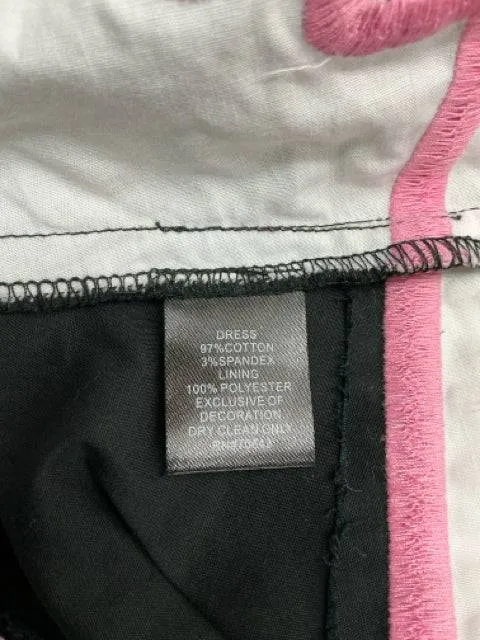 DRESS
97%COTTON
3%SPANDEX
LINING
100% POLYESTER
EXCLUSIVE OF
DECORATION
DRY CLEAN ONLY